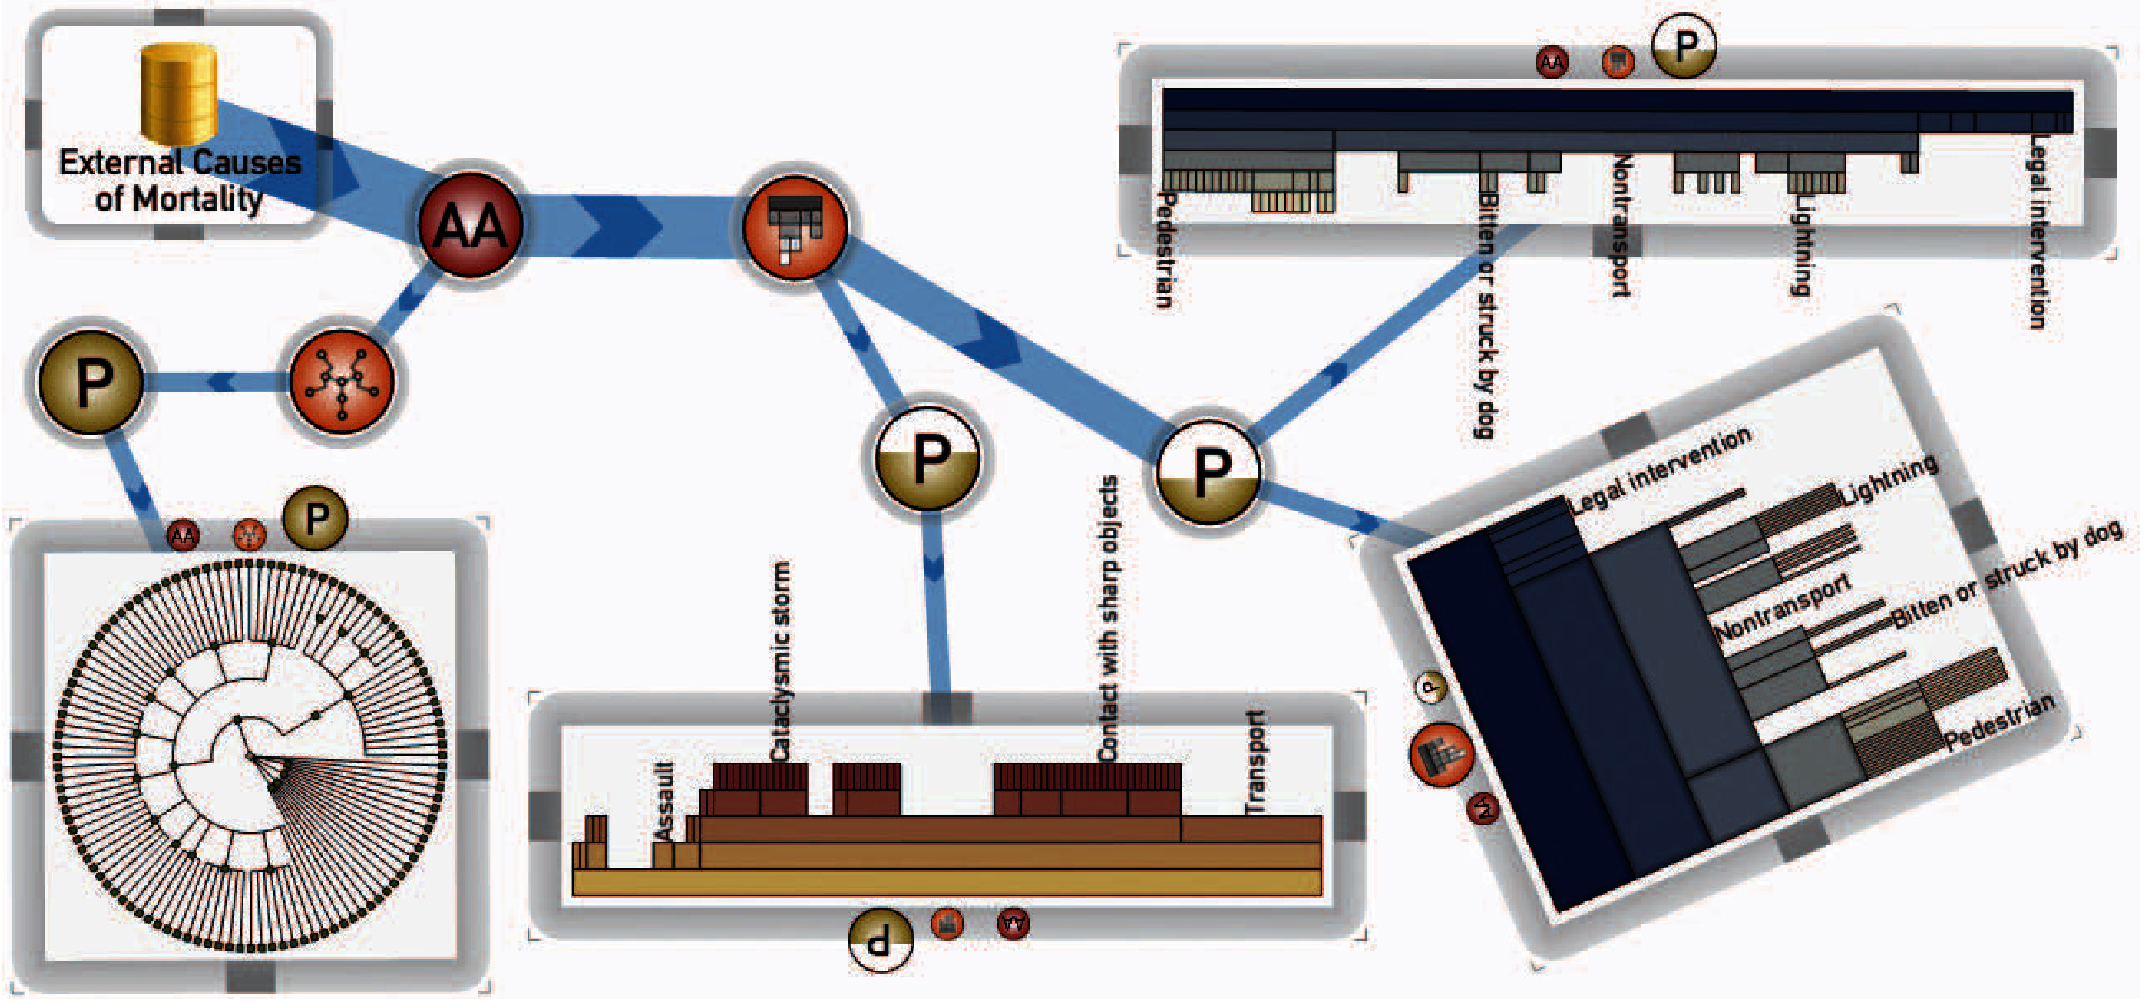 External Causes
of Mortality
AA
P
P
P
AA
P
Pedestrian
Bitten or struck by dog
Nontransport
Lightning
Legal intervention
AA
P
Assault
Cataclysmic storm
Contact with sharp objects
Transport
P
AA
Legal intervention
Lightning
Nontransport
Bitten or struck by dog
Pedestrian
P
AA